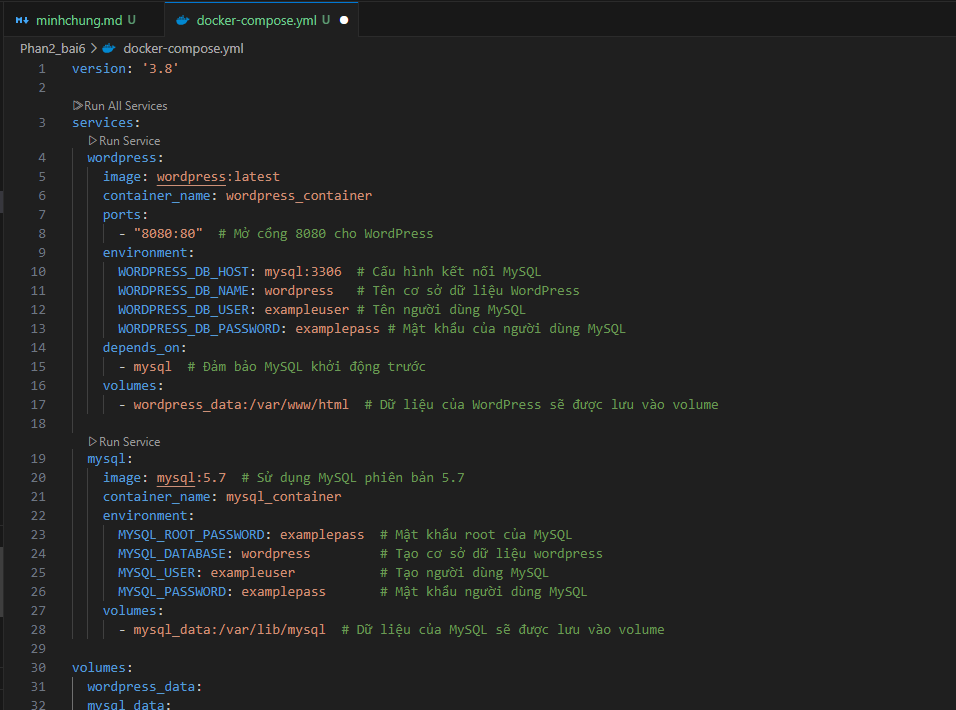 minhchung.md U
docker-compose.yml U
Phan2_bai6 > docker-compose.yml
1 version: '3.8'
2
Run All Services
3 services:
Run Service
4 wordpress:
5 image: wordpress:latest
6 container_name: wordpress_container
7 ports:
8 - "8080:80" # Mở cổng 8080 cho WordPress
9 environment:
10 WORDPRESS_DB_HOST: mysql:3306 # Cấu hình kết nối MySQL
11 WORDPRESS_DB_NAME: wordpress # Tên cơ sở dữ liệu WordPress
12 WORDPRESS_DB_USER: exampleuser # Tên người dùng MySQL
13 WORDPRESS_DB_PASSWORD: examplepass # Mật khẩu của người dùng MySQL
14 depends_on:
15 - mysql # Đảm bảo MySQL khởi động trước
16 volumes:
17 - wordpress_data:/var/www/html # Dữ liệu của WordPress sẽ được lưu vào volume
18
Run Service
19 mysql:
20 image: mysql:5.7 # Sử dụng MySQL phiên bản 5.7
21 container_name: mysql_container
22 environment:
23 MYSQL_ROOT_PASSWORD: examplepass # Mật khẩu root của MySQL
24 MYSQL_DATABASE: wordpress # Tạo cơ sở dữ liệu wordpress
25 MYSQL_USER: exampleuser # Tạo người dùng MySQL
26 MYSQL_PASSWORD: examplepass # Mật khẩu người dùng MySQL
27 volumes:
28 - mysql_data:/var/lib/mysql # Dữ liệu của MySQL sẽ được lưu vào volume
29
30 volumes:
31 wordpress_data:
32 mysql_data: